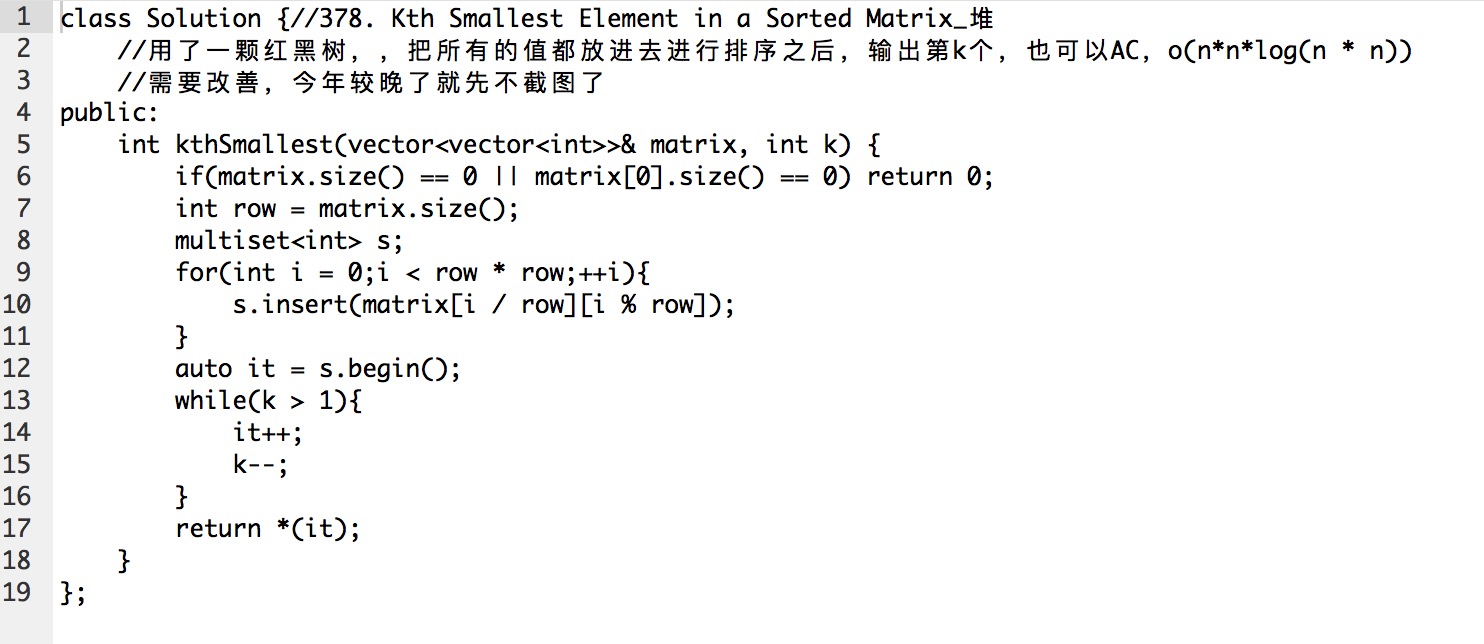 1 class Solution {//378. Kth Smallest Element in a Sorted Matrix_堆
2     //用了一颗红黑树，，把所有的值都放进去进行排序之后，输出第k个，也可以AC，o(n*n*log(n * n))
3     //需要改善，今年较晚了就先不截图了
4 public:
5     int kthSmallest(vector<vector<int>>& matrix, int k) {
6         if(matrix.size() == 0 || matrix[0].size() == 0) return 0;
7         int row = matrix.size();
8         multiset<int> s;
9         for(int i = 0;i < row * row;++i){
10             s.insert(matrix[i / row][i % row]);
11         }
12         auto it = s.begin();
13         while(k > 1){
14             it++;
15             k--;
16         }
17         return *(it);
18     }
19 };